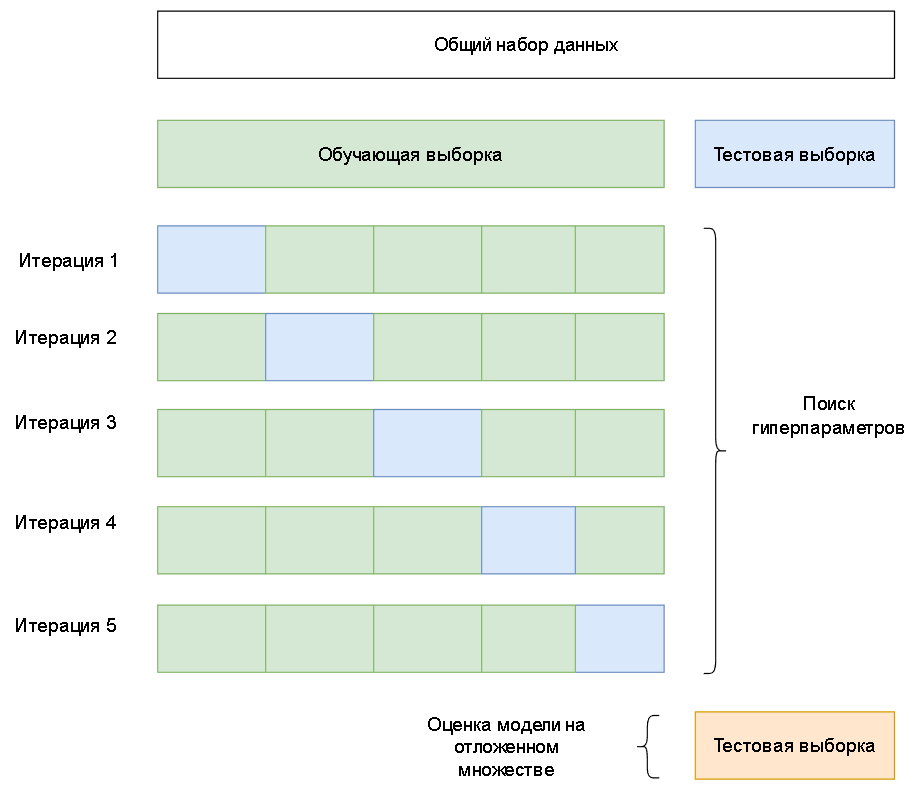 Общий набор данных
Обучающая выборка
Тестовая выборка
Итерация 1
Итерация 2
Итерация 3
Итерация 4
Итерация 5
Поиск
гиперпараметров
Оценка модели на
отложенном
множестве
Тестовая выборка